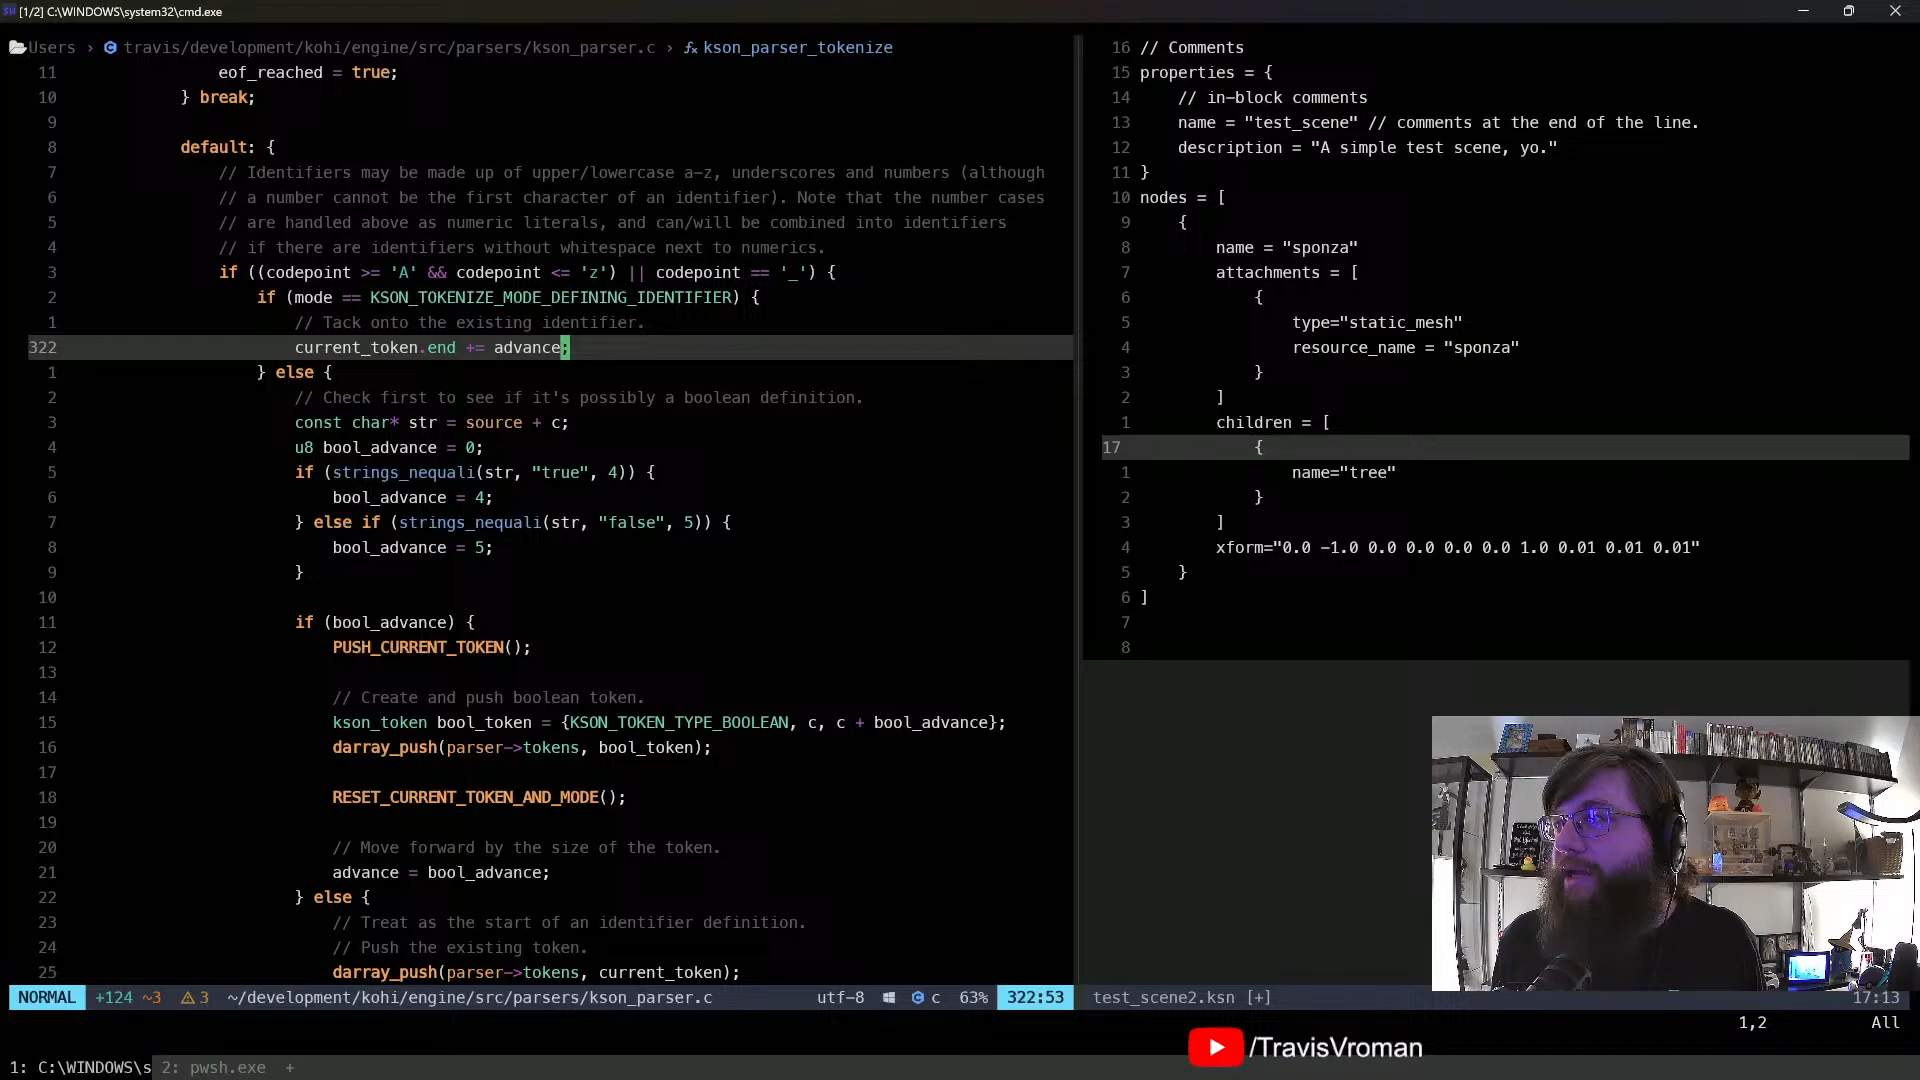 [1/2] C:\WINDOWS\system32\cmd.exe
Users › travis/development/kohi/engine/src/parsers/kson_parser.c › fx kson_parser_tokenize
11 eof_reached = true;
10 } break;
9
8 default: {
7 // Identifiers may be made up of upper/lowercase a-z, underscores and numbers (although
6 // a number cannot be the first character of an identifier). Note that the number cases
5 // are handled above as numeric literals, and can/will be combined into identifiers
4 // if there are identifiers without whitespace next to numerics.
3 if ((codepoint >= 'A' && codepoint <= 'z') || codepoint == '_') {
2 if (mode == KSON_TOKENIZE_MODE_DEFINING_IDENTIFIER) {
1 // Tack onto the existing identifier.
322 current_token.end += advance;
1 } else {
2 // Check first to see if it's possibly a boolean definition.
3 const char* str = source + c;
4 u8 bool_advance = 0;
5 if (strings_nequali(str, "true", 4)) {
6 bool_advance = 4;
7 } else if (strings_nequali(str, "false", 5)) {
8 bool_advance = 5;
9 }
10
11 if (bool_advance) {
12 PUSH_CURRENT_TOKEN();
13
14 // Create and push boolean token.
15 kson_token bool_token = {KSON_TOKEN_TYPE_BOOLEAN, c, c + bool_advance};
16 darray_push(parser->tokens, bool_token);
17
18 RESET_CURRENT_TOKEN_AND_MODE();
19
20 // Move forward by the size of the token.
21 advance = bool_advance;
22 } else {
23 // Treat as the start of an identifier definition.
24 // Push the existing token.
25 darray_push(parser->tokens, current_token);
NORMAL +124 ~3 ⚠ 3 ~/development/kohi/engine/src/parsers/kson_parser.c utf-8 c 63% 322:53
16 // Comments
15 properties = {
14 // in-block comments
13 name = "test_scene" // comments at the end of the line.
12 description = "A simple test scene, yo."
11 }
10 nodes = [
9 {
8 name = "sponza"
7 attachments = [
6 {
5 type="static_mesh"
4 resource_name = "sponza"
3 }
2 ]
1 children = [
17 {
1 name="tree"
2 }
3 ]
4 xform="0.0 -1.0 0.0 0.0 0.0 0.0 1.0 0.01 0.01 0.01"
5 }
6 ]
7
8
test_scene2.ksn [+] 17:13
1,2 All
/TravisVroman
1: C:\WINDOWS\s 2: pwsh.exe +